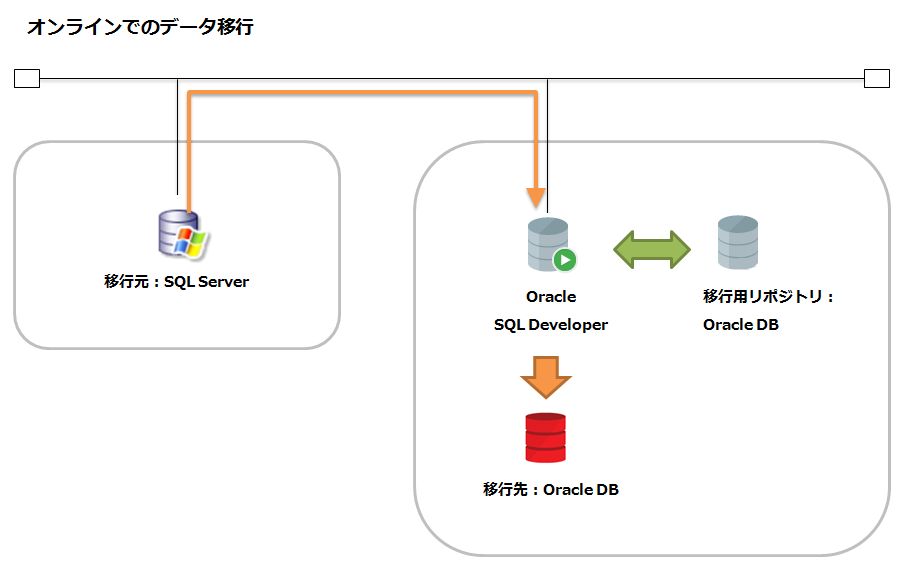 オンラインでのデータ移行
移行元：SQL Server
Oracle
SQL Developer
移行用リポジトリ：
Oracle DB
移行先：Oracle DB